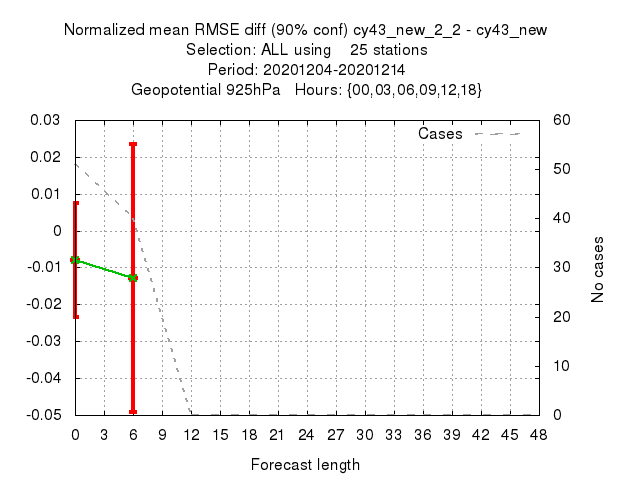 Normalized mean RMSE diff (90% conf) cy43_new_2_2 - cy43_new
Selection: ALL using    25 stations
Period: 20201204-20201214
Geopotential 925hPa   Hours: {00,03,06,09,12,18}
0.03
0.02
0.01
0
-0.01
-0.02
-0.03
-0.04
-0.05
Cases
60
50
40
30
20
10
0
No cases
0 3 6 9 12 15 18 21 24 27 30 33 36 39 42 45 48
Forecast length